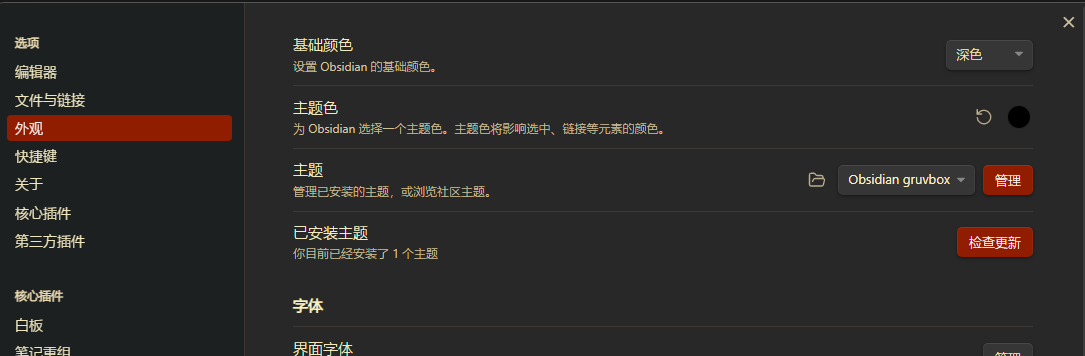 选项
编辑器
文件与链接
外观
快捷键
关于
核心插件
第三方插件
核心插件
白板
笔记重组
基础颜色
设置 Obsidian 的基础颜色。
深色
主题色
为 Obsidian 选择一个主题色。主题色将影响选中、链接等元素的颜色。
主题
管理已安装的主题，或浏览社区主题。
Obsidian gruvbox
管理
已安装主题
你目前已经安装了 1 个主题
检查更新
字体
界面字体
管理